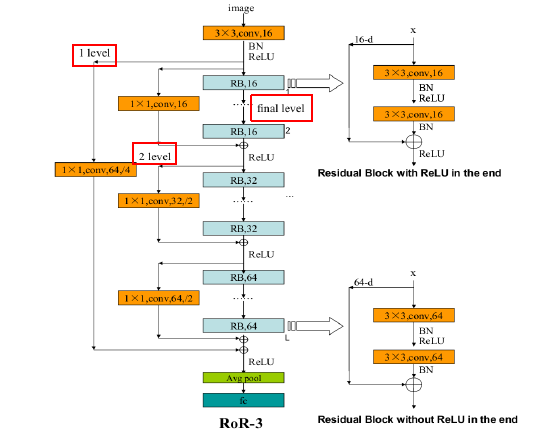 image
3×3,conv,16
BN
ReLU
1 level
RB,16
1
1×1,conv,16
......
final level
RB,16
2
2 level
ReLU
1×1,conv,64,/4
RB,32
...
1×1,conv,32,/2
......
RB,32
ReLU
RB,64
1×1,conv,64,/2
......
RB,64
L
ReLU
Avg pool
fc
RoR-3
x
16-d
3×3,conv,16
BN
ReLU
3×3,conv,16
BN
ReLU
Residual Block with ReLU in the end
x
64-d
3×3,conv,64
BN
ReLU
3×3,conv,64
BN
Residual Block without ReLU in the end